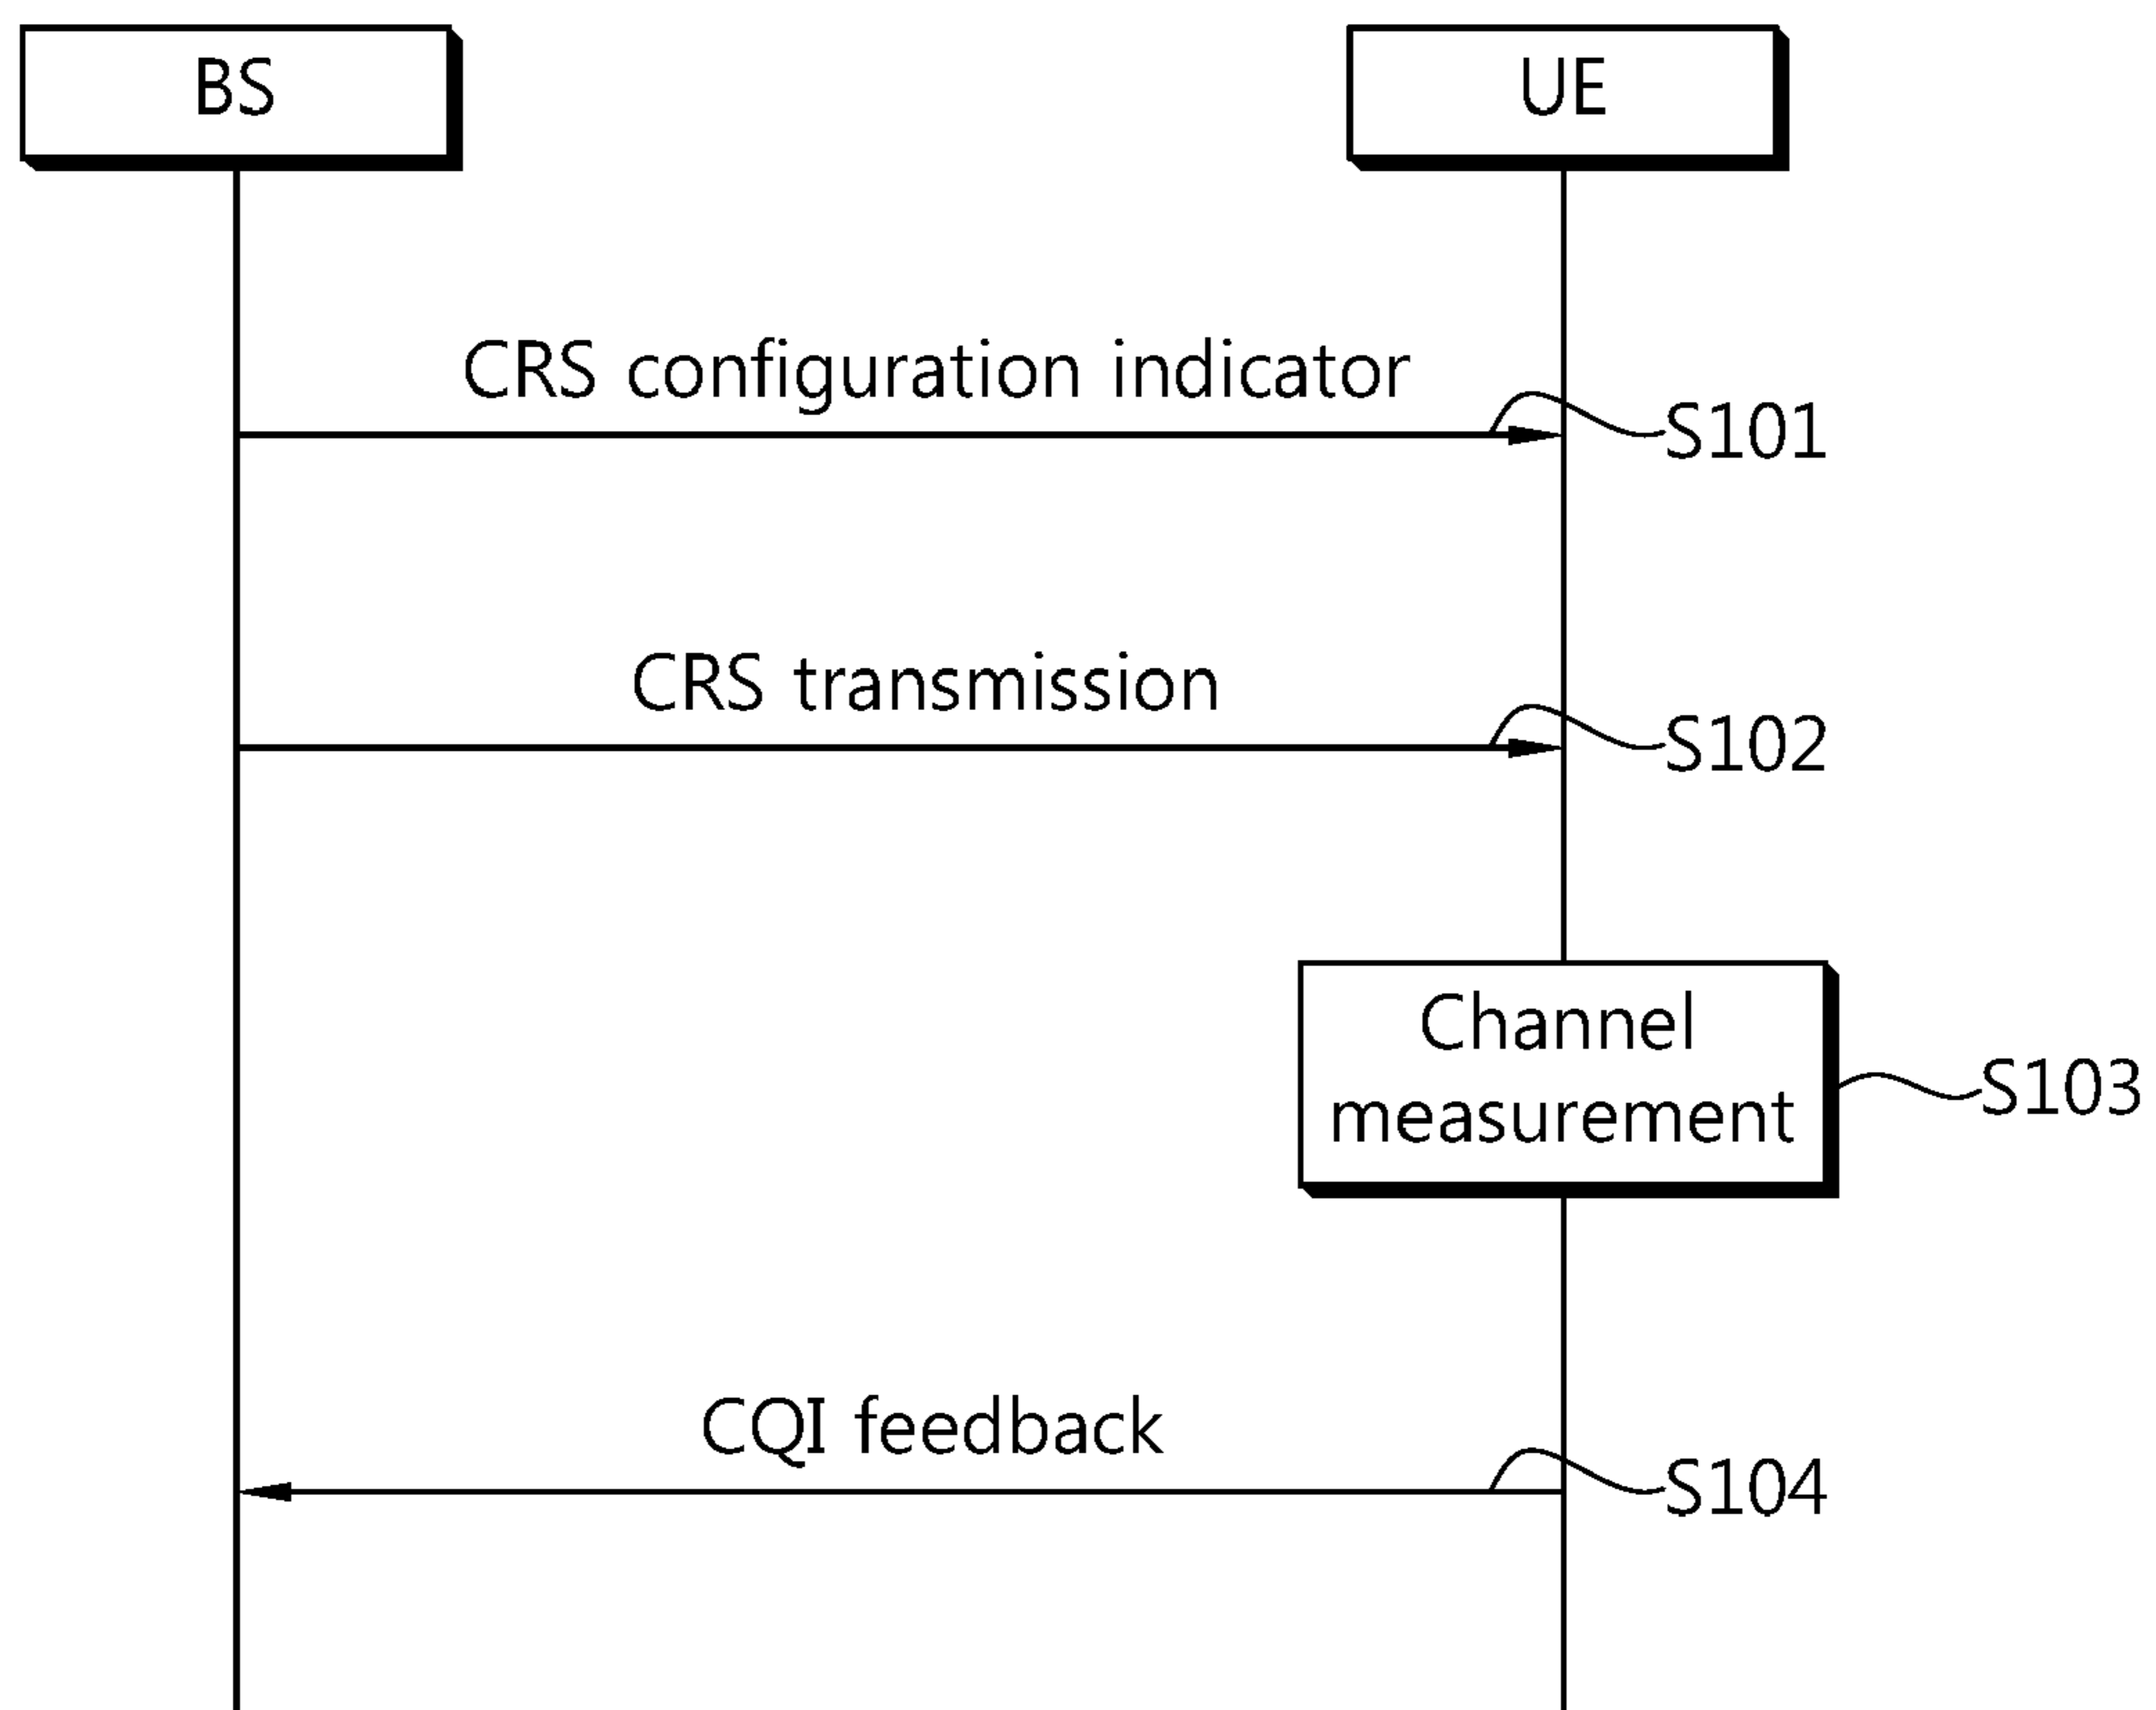 BS
UE
CRS configuration indicator
S101
CRS transmission
S102
Channel
measurement
S103
CQI feedback
S104